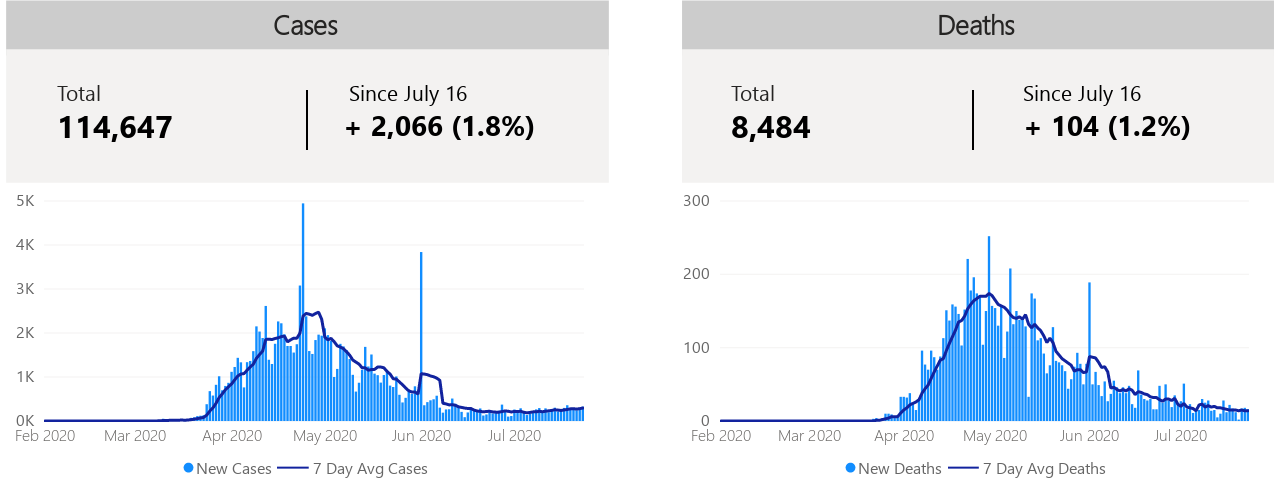 Cases
Total
Since July 16
114,647
+ 2,066 (1.8%)
5K
4K
3K
2K
1K
0K
Feb 2020 Mar 2020 Apr 2020 May 2020 Jun 2020 Jul 2020
New Cases 7 Day Avg Cases
Deaths
Total
Since July 16
8,484
+ 104 (1.2%)
300
200
100
0
Feb 2020 Mar 2020 Apr 2020 May 2020 Jun 2020 Jul 2020
New Deaths 7 Day Avg Deaths